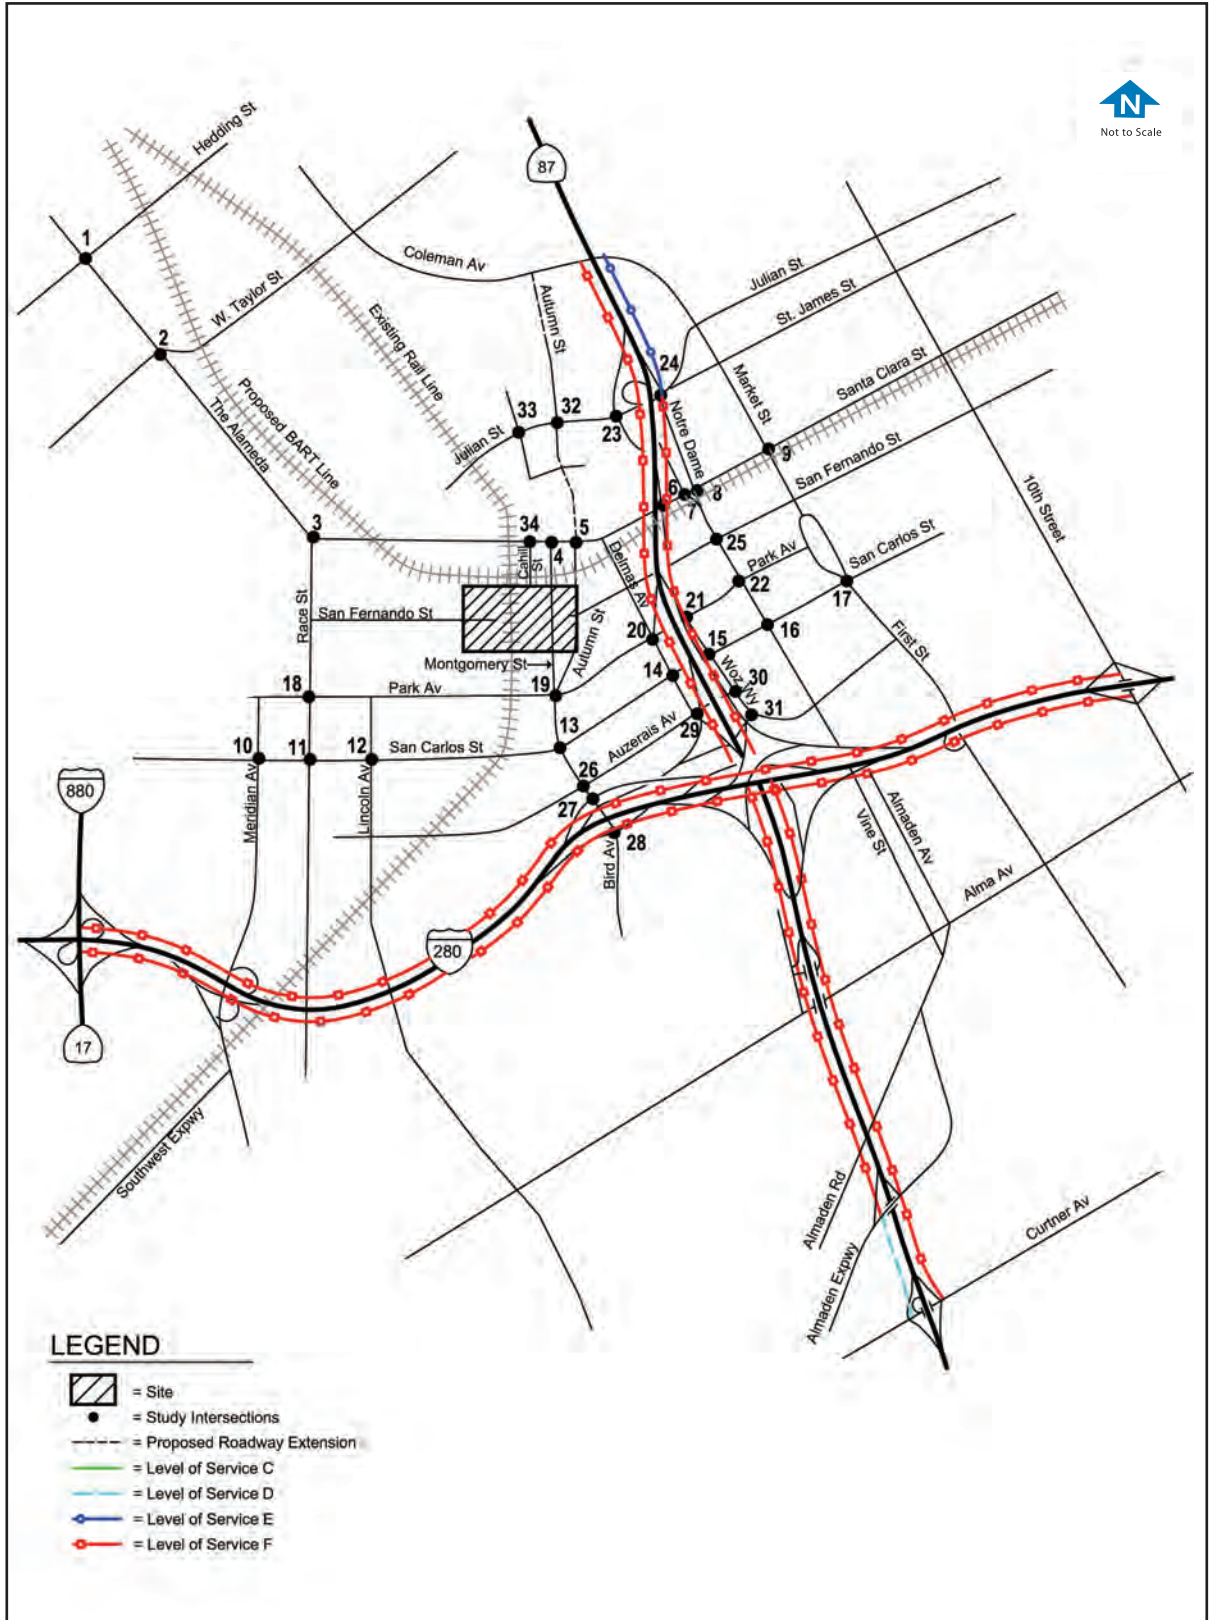 N
Not to Scale
Hedding St
87
1
Coleman Av
Julian St
W. Taylor St
St. James St
Autumn St
Existing Rail Line
2
24
Santa Clara St
Market St
Proposed BART Line
The Alameda
33
32
23
Notre Dame
Julian St
9
San Fernando St
10th Street
6
7
8
3
34
4
5
25
Cahill
St
Delmas Av
Park Av
San Carlos St
22
17
Race St
San Fernando St
Autumn St
21
20
16
First St
15
Montgomery St
14
Woz Wy
30
18
Park Av
19
31
29
13
10
11
12
San Carlos St
Auzerais Av
880
26
27
Meridian Av
Lincoln Av
28
Bird Av
Vine St
Almaden Av
Alma Av
280
17
Southwest Expwy
Almaden Rd
Almaden Expwy
Curtner Av
LEGEND
= Site
= Study Intersections
= Proposed Roadway Extension
= Level of Service C
= Level of Service D
= Level of Service E
= Level of Service F